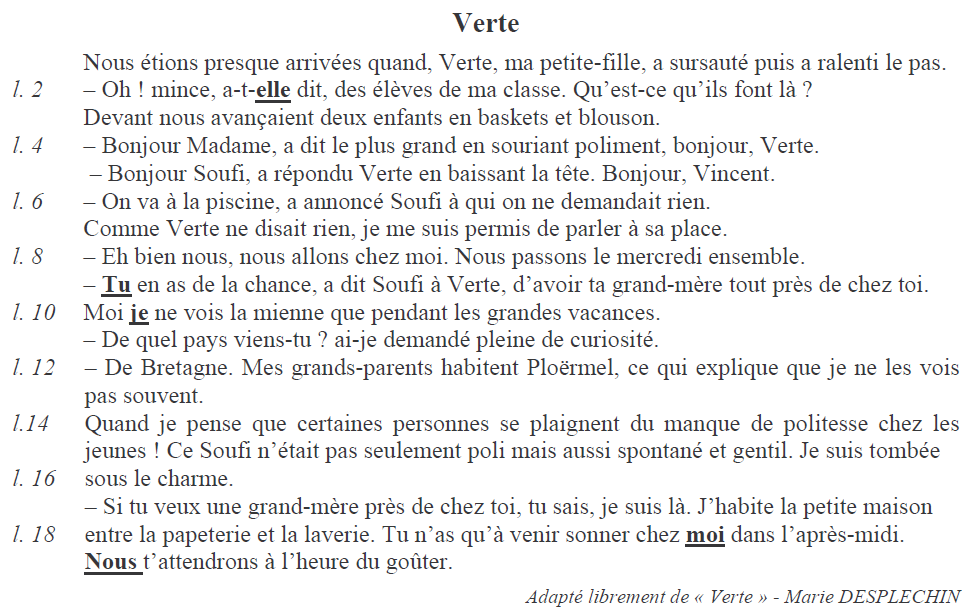 Verte
Nous étions presque arrivées quand, Verte, ma petite-fille, a sursauté puis a ralenti le pas.
l. 2 – Oh ! mince, a-t-elle dit, des élèves de ma classe. Qu’est-ce qu’ils font là ?
Devant nous avançaient deux enfants en baskets et blouson.
l. 4 – Bonjour Madame, a dit le plus grand en souriant poliment, bonjour, Verte.
– Bonjour Soufi, a répondu Verte en baissant la tête. Bonjour, Vincent.
l. 6 – On va à la piscine, a annoncé Soufi à qui on ne demandait rien.
Comme Verte ne disait rien, je me suis permis de parler à sa place.
l. 8 – Eh bien nous, nous allons chez moi. Nous passons le mercredi ensemble.
– Tu en as de la chance, a dit Soufi à Verte, d’avoir ta grand-mère tout près de chez toi.
l. 10 Moi je ne vois la mienne que pendant les grandes vacances.
– De quel pays viens-tu ? ai-je demandé pleine de curiosité.
l. 12 – De Bretagne. Mes grands-parents habitent Ploërmel, ce qui explique que je ne les vois
pas souvent.
l.14 Quand je pense que certaines personnes se plaignent du manque de politesse chez les
jeunes ! Ce Soufi n’était pas seulement poli mais aussi spontané et gentil. Je suis tombée
l. 16 sous le charme.
– Si tu veux une grand-mère près de chez toi, tu sais, je suis là. J’habite la petite maison
l. 18 entre la papeterie et la laverie. Tu n’as qu’à venir sonner chez moi dans l’après-midi.
Nous t’attendrons à l’heure du goûter.
Adapté librement de « Verte » - Marie DESPLECHIN